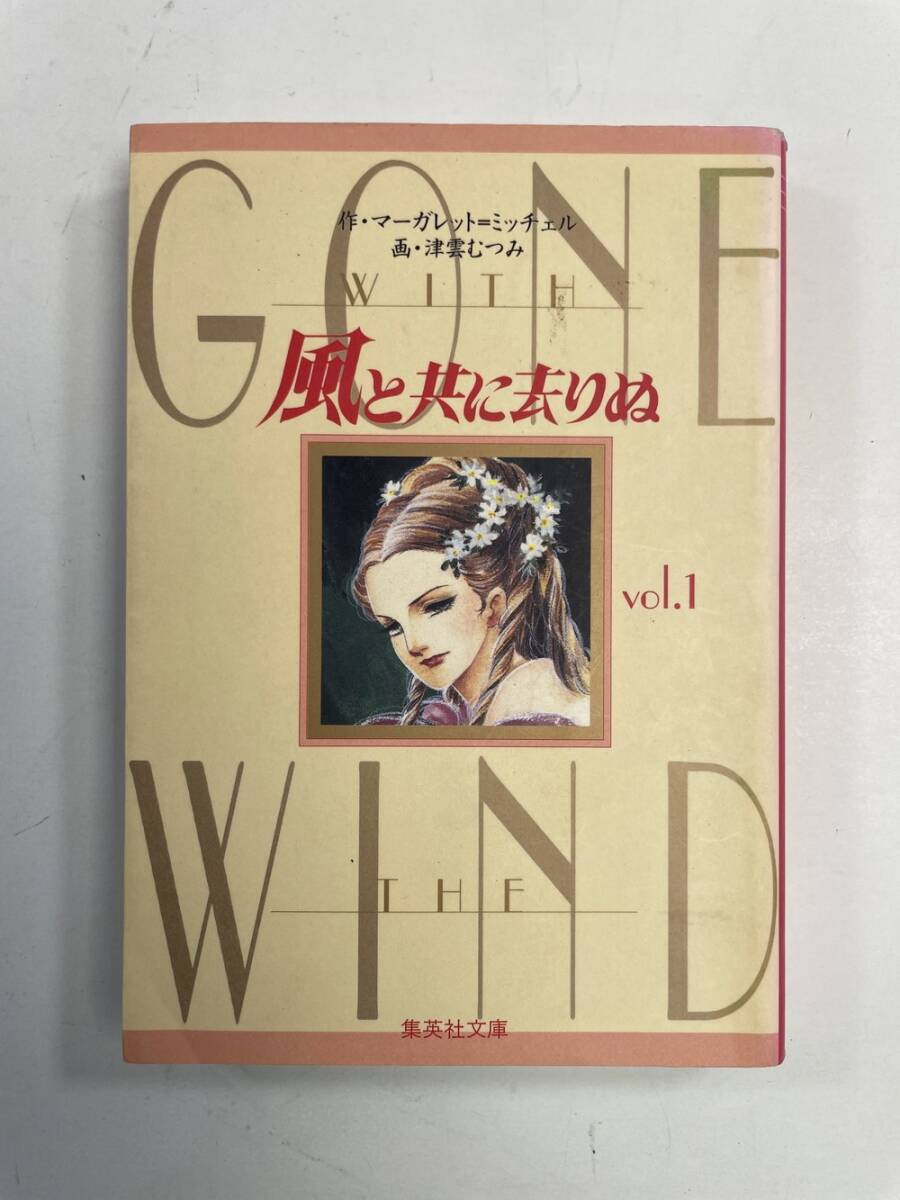 GONE
作・マーガレット=ミッチェル
画・津雲むつみ
WITH
風と共に去りぬ
vol.1
WIND
THE
集英社文庫